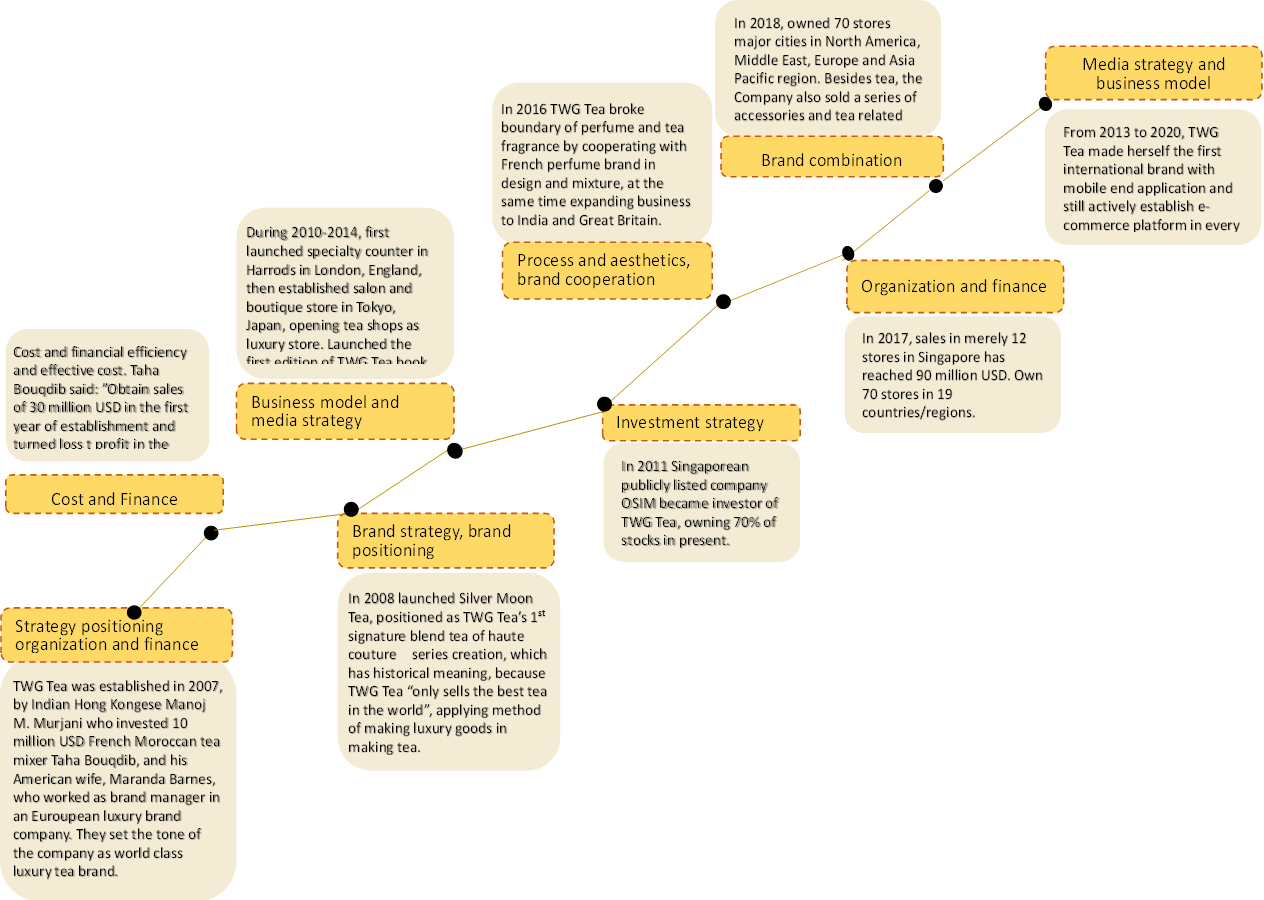 Strategy positioning
organization and finance
TWG Tea was established in 2007,
by Indian Hong Kongese Manoj
M. Murjani who invested 10
million USD French Moroccan tea
mixer Taha Bouqdib, and his
American wife, Maranda Barnes,
who worked as brand manager in
an Euroupean luxury brand
company. They set the tone of
the company as world class
luxury tea brand.
Cost and financial efficiency
and effective cost. Taha
Bouqdib said: ”Obtain sales
of 30 million USD in the first
year of establishment and
turned loss t profit in the
Cost and Finance
Brand strategy, brand
positioning
In 2008 launched Silver Moon
Tea, positioned as TWG Tea’s 1st
signature blend tea of haute
couture series creation, which
has historical meaning, because
TWG Tea “only sells the best tea
in the world”, applying method
of making luxury goods in
making tea.
During 2010-2014, first
launched specialty counter in
Harrods in London, England,
then established salon and
boutique store in Tokyo,
Japan, opening tea shops as
luxury store. Launched the
first edition of TWG Tea book
Business model and
media strategy
Investment strategy
In 2011 Singaporean
publicly listed company
OSIM became investor of
TWG Tea, owning 70% of
stocks in present.
In 2016 TWG Tea broke
boundary of perfume and tea
fragrance by cooperating with
French perfume brand in
design and mixture, at the
same time expanding business
to India and Great Britain.
Process and aesthetics,
brand cooperation
Organization and finance
In 2017, sales in merely 12
stores in Singapore has
reached 90 million USD. Own
70 stores in 19
countries/regions.
In 2018, owned 70 stores
major cities in North America,
Middle East, Europe and Asia
Pacific region. Besides tea, the
Company also sold a series of
accessories and tea related
Brand combination
Media strategy and
business model
From 2013 to 2020, TWG
Tea made herself the first
international brand with
mobile end application and
still actively establish e-
commerce platform in every